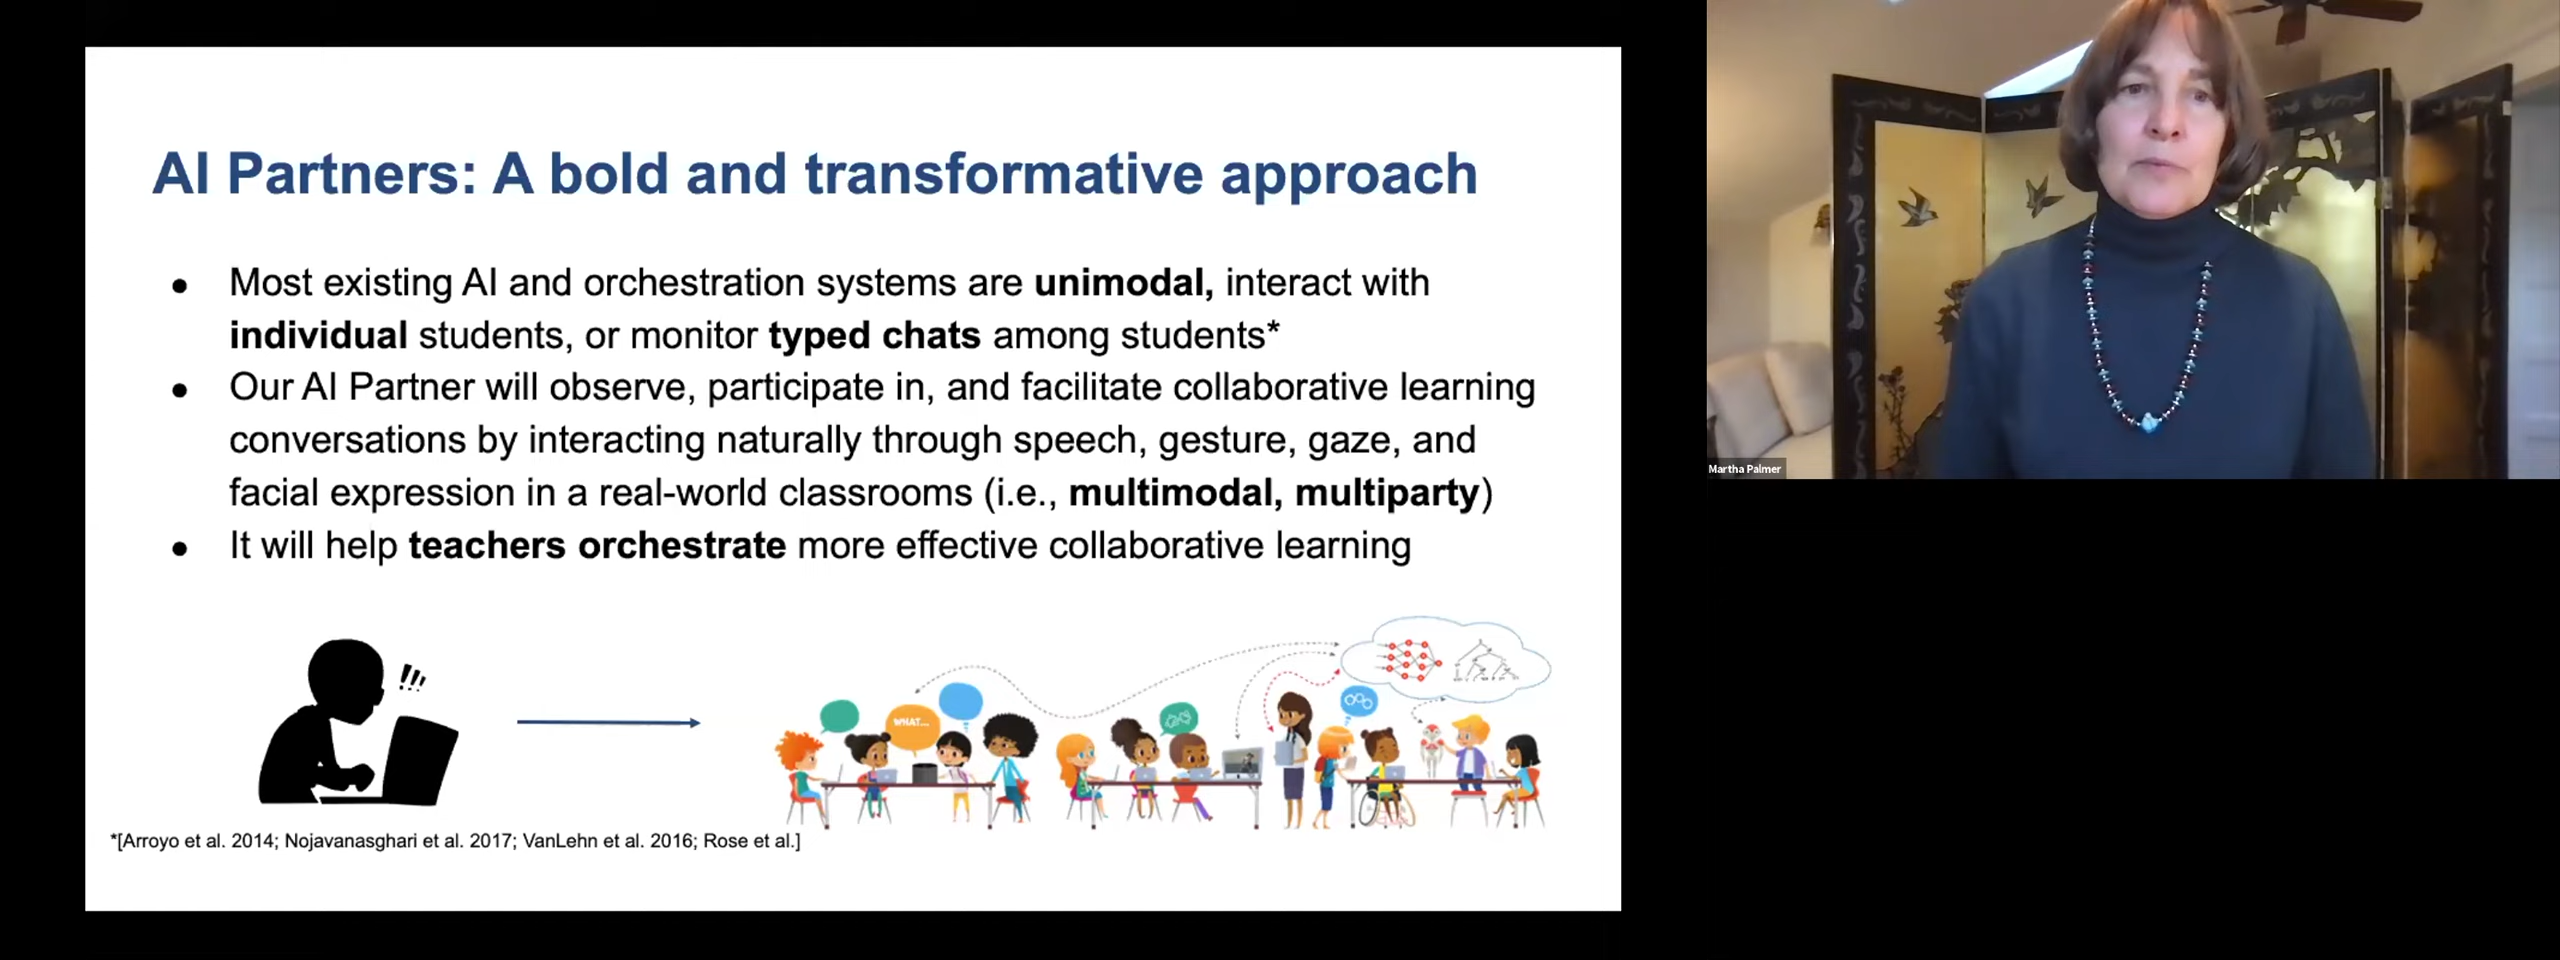 AI Partners: A bold and transformative approach
● Most existing AI and orchestration systems are unimodal, interact with
individual students, or monitor typed chats among students*
● Our AI Partner will observe, participate in, and facilitate collaborative learning
conversations by interacting naturally through speech, gesture, gaze, and
facial expression in a real-world classrooms (i.e., multimodal, multiparty)
● It will help teachers orchestrate more effective collaborative learning
!!!
WHAT...
*[Arroyo et al. 2014; Nojavanasghari et al. 2017; VanLehn et al. 2016; Rose et al.]
Martha Palmer